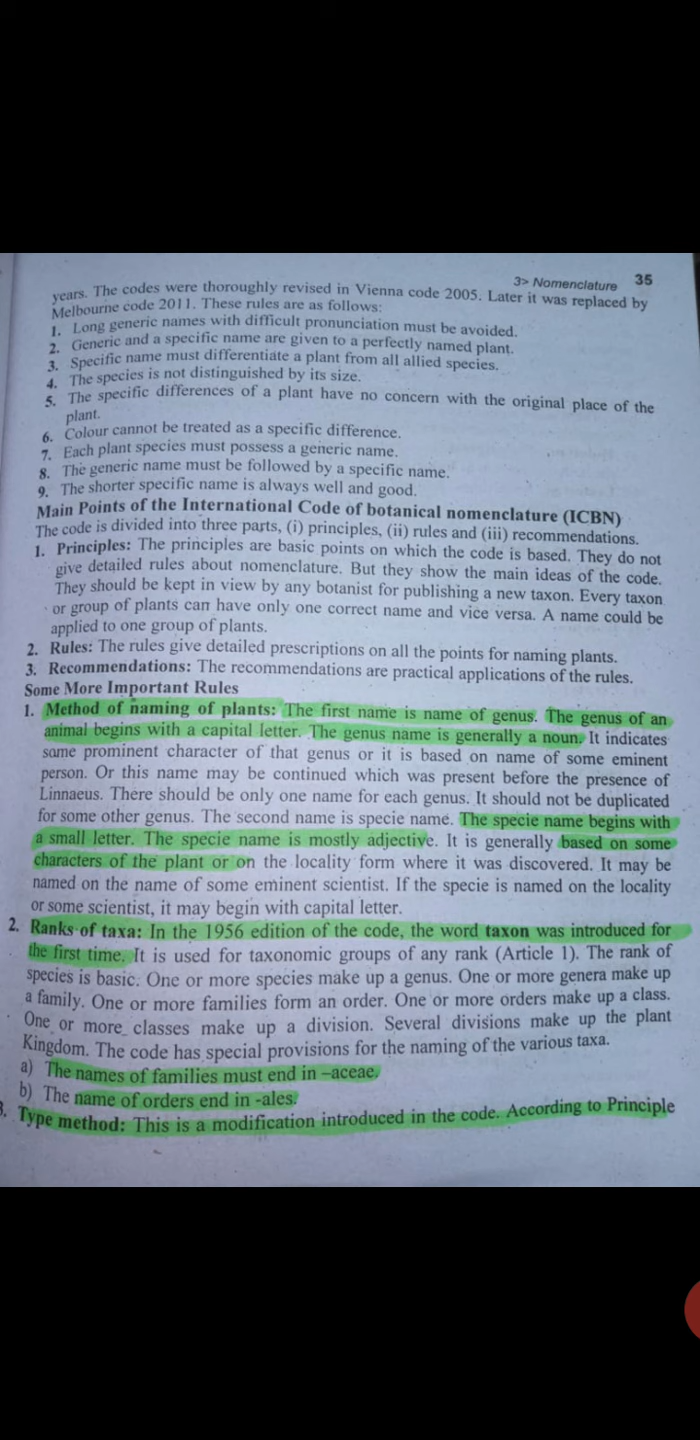 3> Nomenclature 35
years. The codes were thoroughly revised in Vienna code 2005. Later it was replaced by
Melbourne code 2011. These rules are as follows:
1. Long generic names with difficult pronunciation must be avoided.
2. Generic and a specific name are given to a perfectly named plant.
3. Specific name must differentiate a plant from all allied species.
4. The species is not distinguished by its size.
5. The specific differences of a plant have no concern with the original place of the
plant.
6. Colour cannot be treated as a specific difference.
7. Each plant species must possess a generic name.
8. The generic name must be followed by a specific name.
9. The shorter specific name is always well and good.
Main Points of the International Code of botanical nomenclature (ICBN)
The code is divided into three parts, (i) principles, (ii) rules and (iii) recommendations.
1. Principles: The principles are basic points on which the code is based. They do not
give detailed rules about nomenclature. But they show the main ideas of the code.
They should be kept in view by any botanist for publishing a new taxon. Every taxon
or group of plants can have only one correct name and vice versa. A name could be
applied to one group of plants.
2. Rules: The rules give detailed prescriptions on all the points for naming plants.
3. Recommendations: The recommendations are practical applications of the rules.
Some More Important Rules
1. Method of naming of plants: The first name is name of genus. The genus of an
animal begins with a capital letter. The genus name is generally a noun. It indicates
some prominent character of that genus or it is based on name of some eminent
person. Or this name may be continued which was present before the presence of
Linnaeus. There should be only one name for each genus. It should not be duplicated
for some other genus. The second name is specie name. The specie name begins with
a small letter. The specie name is mostly adjective. It is generally based on some
characters of the plant or on the locality form where it was discovered. It may be
named on the name of some eminent scientist. If the specie is named on the locality
or some scientist, it may begin with capital letter.
2. Ranks of taxa: In the 1956 edition of the code, the word taxon was introduced for
the first time. It is used for taxonomic groups of any rank (Article 1). The rank of
species is basic. One or more species make up a genus. One or more genera make up
a family. One or more families form an order. One or more orders make up a class.
One or more classes make up a division. Several divisions make up the plant
Kingdom. The code has special provisions for the naming of the various taxa.
a) The names of families must end in –aceae.
b) The name of orders end in -ales.
3. Type method: This is a modification introduced in the code. According to Principle